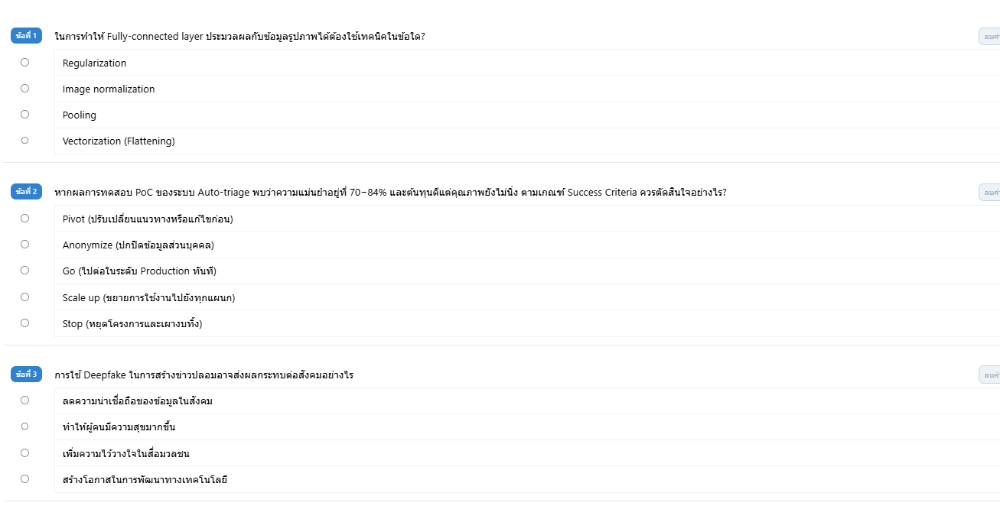 ข้อที่ 1 ในการทำให้ Fully-connected layer ประมวลผลกับข้อมูลรูปภาพได้ต้องใช้เทคนิคในข้อใด?
Regularization
Image normalization
Pooling
Vectorization (Flattening)
ข้อที่ 2 หากผลการทดสอบ PoC ของระบบ Auto-triage พบว่าความแม่นยำอยู่ที่ 70–84% และต้นทุนดีแต่คุณภาพยังไม่นิ่ง ตามเกณฑ์ Success Criteria ควรตัดสินใจอย่างไร?
Pivot (ปรับเปลี่ยนแนวทางหรือแก้ไขก่อน)
Anonymize (ปกปิดข้อมูลส่วนบุคคล)
Go (ไปต่อในระดับ Production ทันที)
Scale up (ขยายการใช้งานไปยังทุกแผนก)
Stop (หยุดโครงการและเผางบทิ้ง)
ข้อที่ 3 การใช้ Deepfake ในการสร้างข่าวปลอมอาจส่งผลกระทบต่อสังคมอย่างไร
ลดความน่าเชื่อถือของข้อมูลในสังคม
ทำให้ผู้คนมีความสุขมากขึ้น
เพิ่มความไว้วางใจในสื่อมวลชน
สร้างโอกาสในการพัฒนาทางเทคโนโลยี